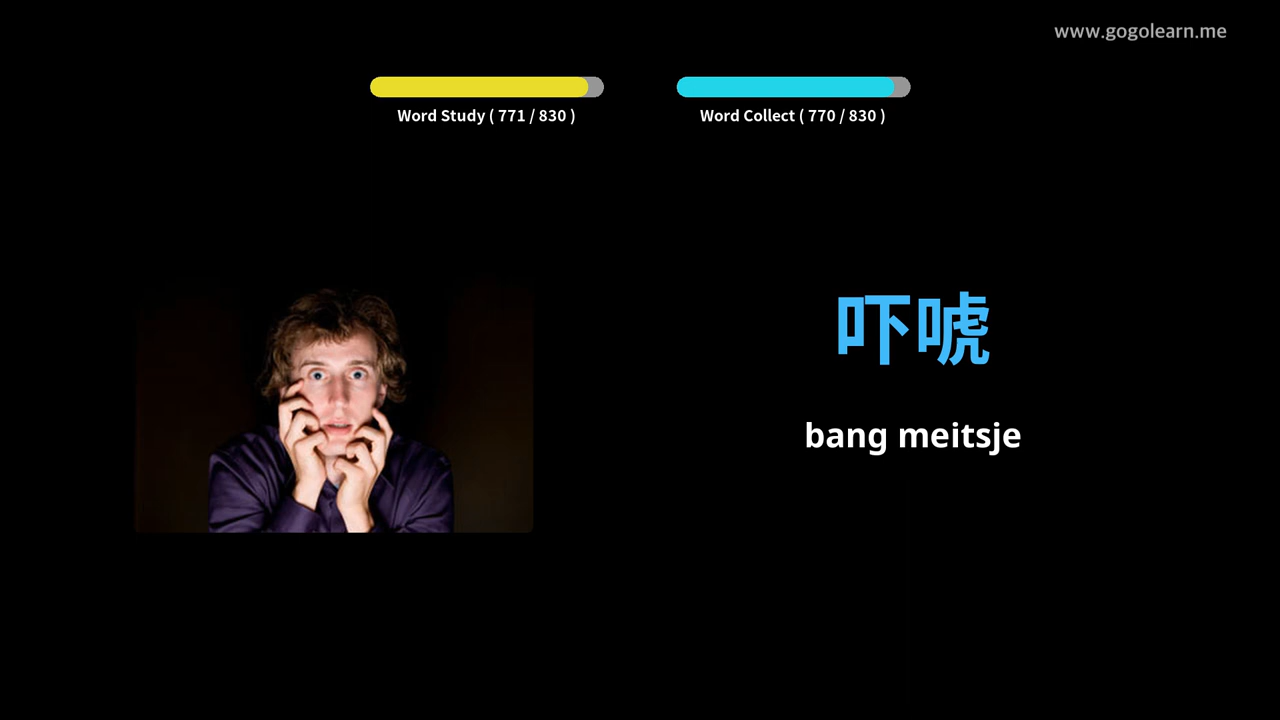 www.gogolearn.me
Word Study ( 771 / 830 )
Word Collect ( 770 / 830 )
吓唬
bang meitsje